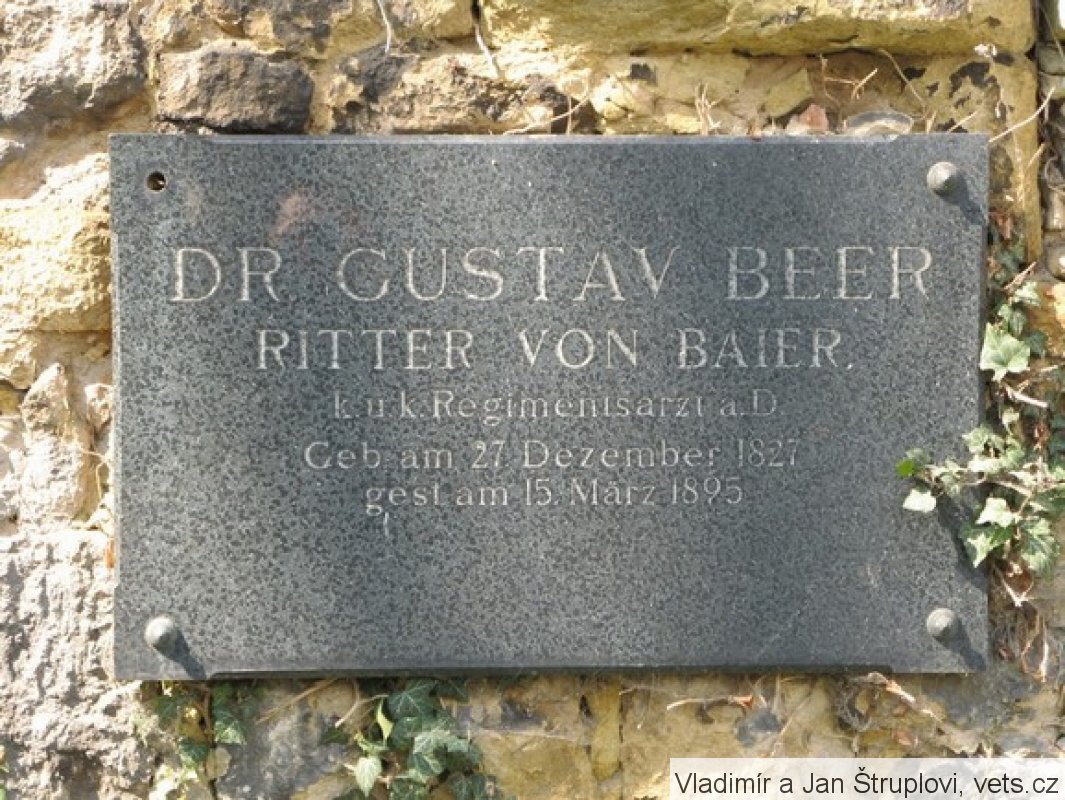 DR GUSTAV BEER
RITTER VON BAIER.
k.u.k. Regimentsarzt a.D.
Geb. am 27. Dezember 1827
gest. am 15. März 1895
Vladimír a Jan Štruplovi, vets.cz